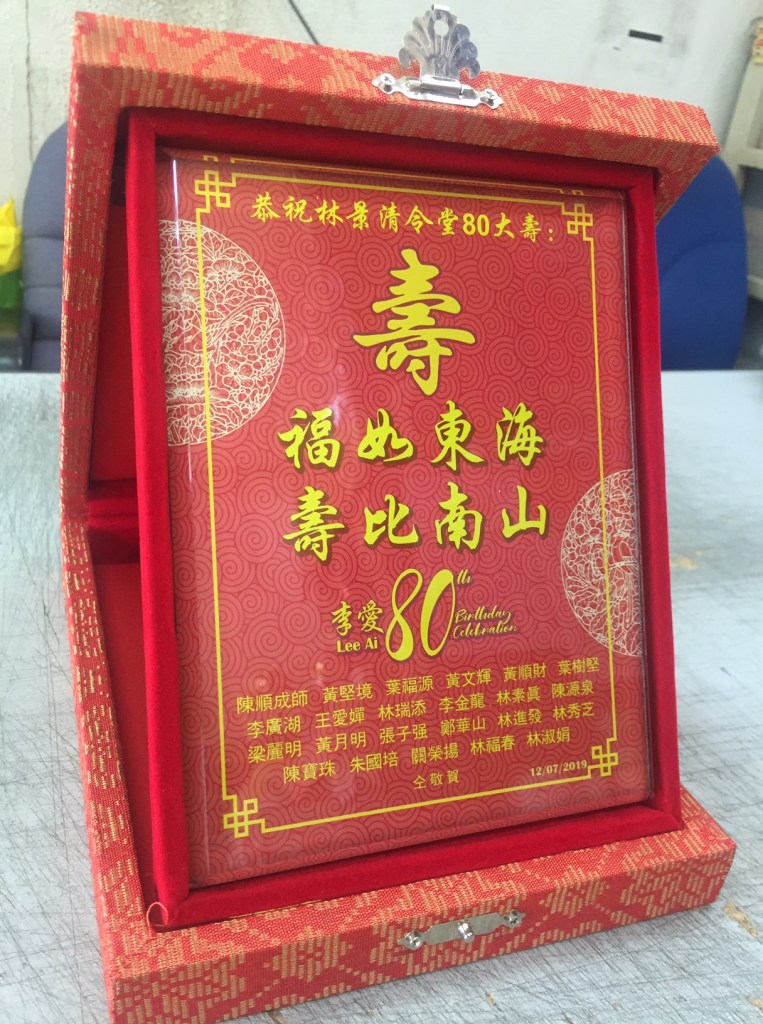 恭祝林景清令堂80大壽：
壽
福如東海
壽比南山
李愛 80th Birthday
Lee Ai Celebration
陳順成師 黃堅境 葉福源 黃文輝 黃順財 葉樹堅
李廣湖 王愛嬋 林瑞添 李金龍 林素眞 陳源泉
梁麗明 黃月明 張子强 鄭華山 林進發 林秀芝
陳寶珠 朱國培 關榮揚 林福春 林淑娟
仝敬賀 12/07/2019